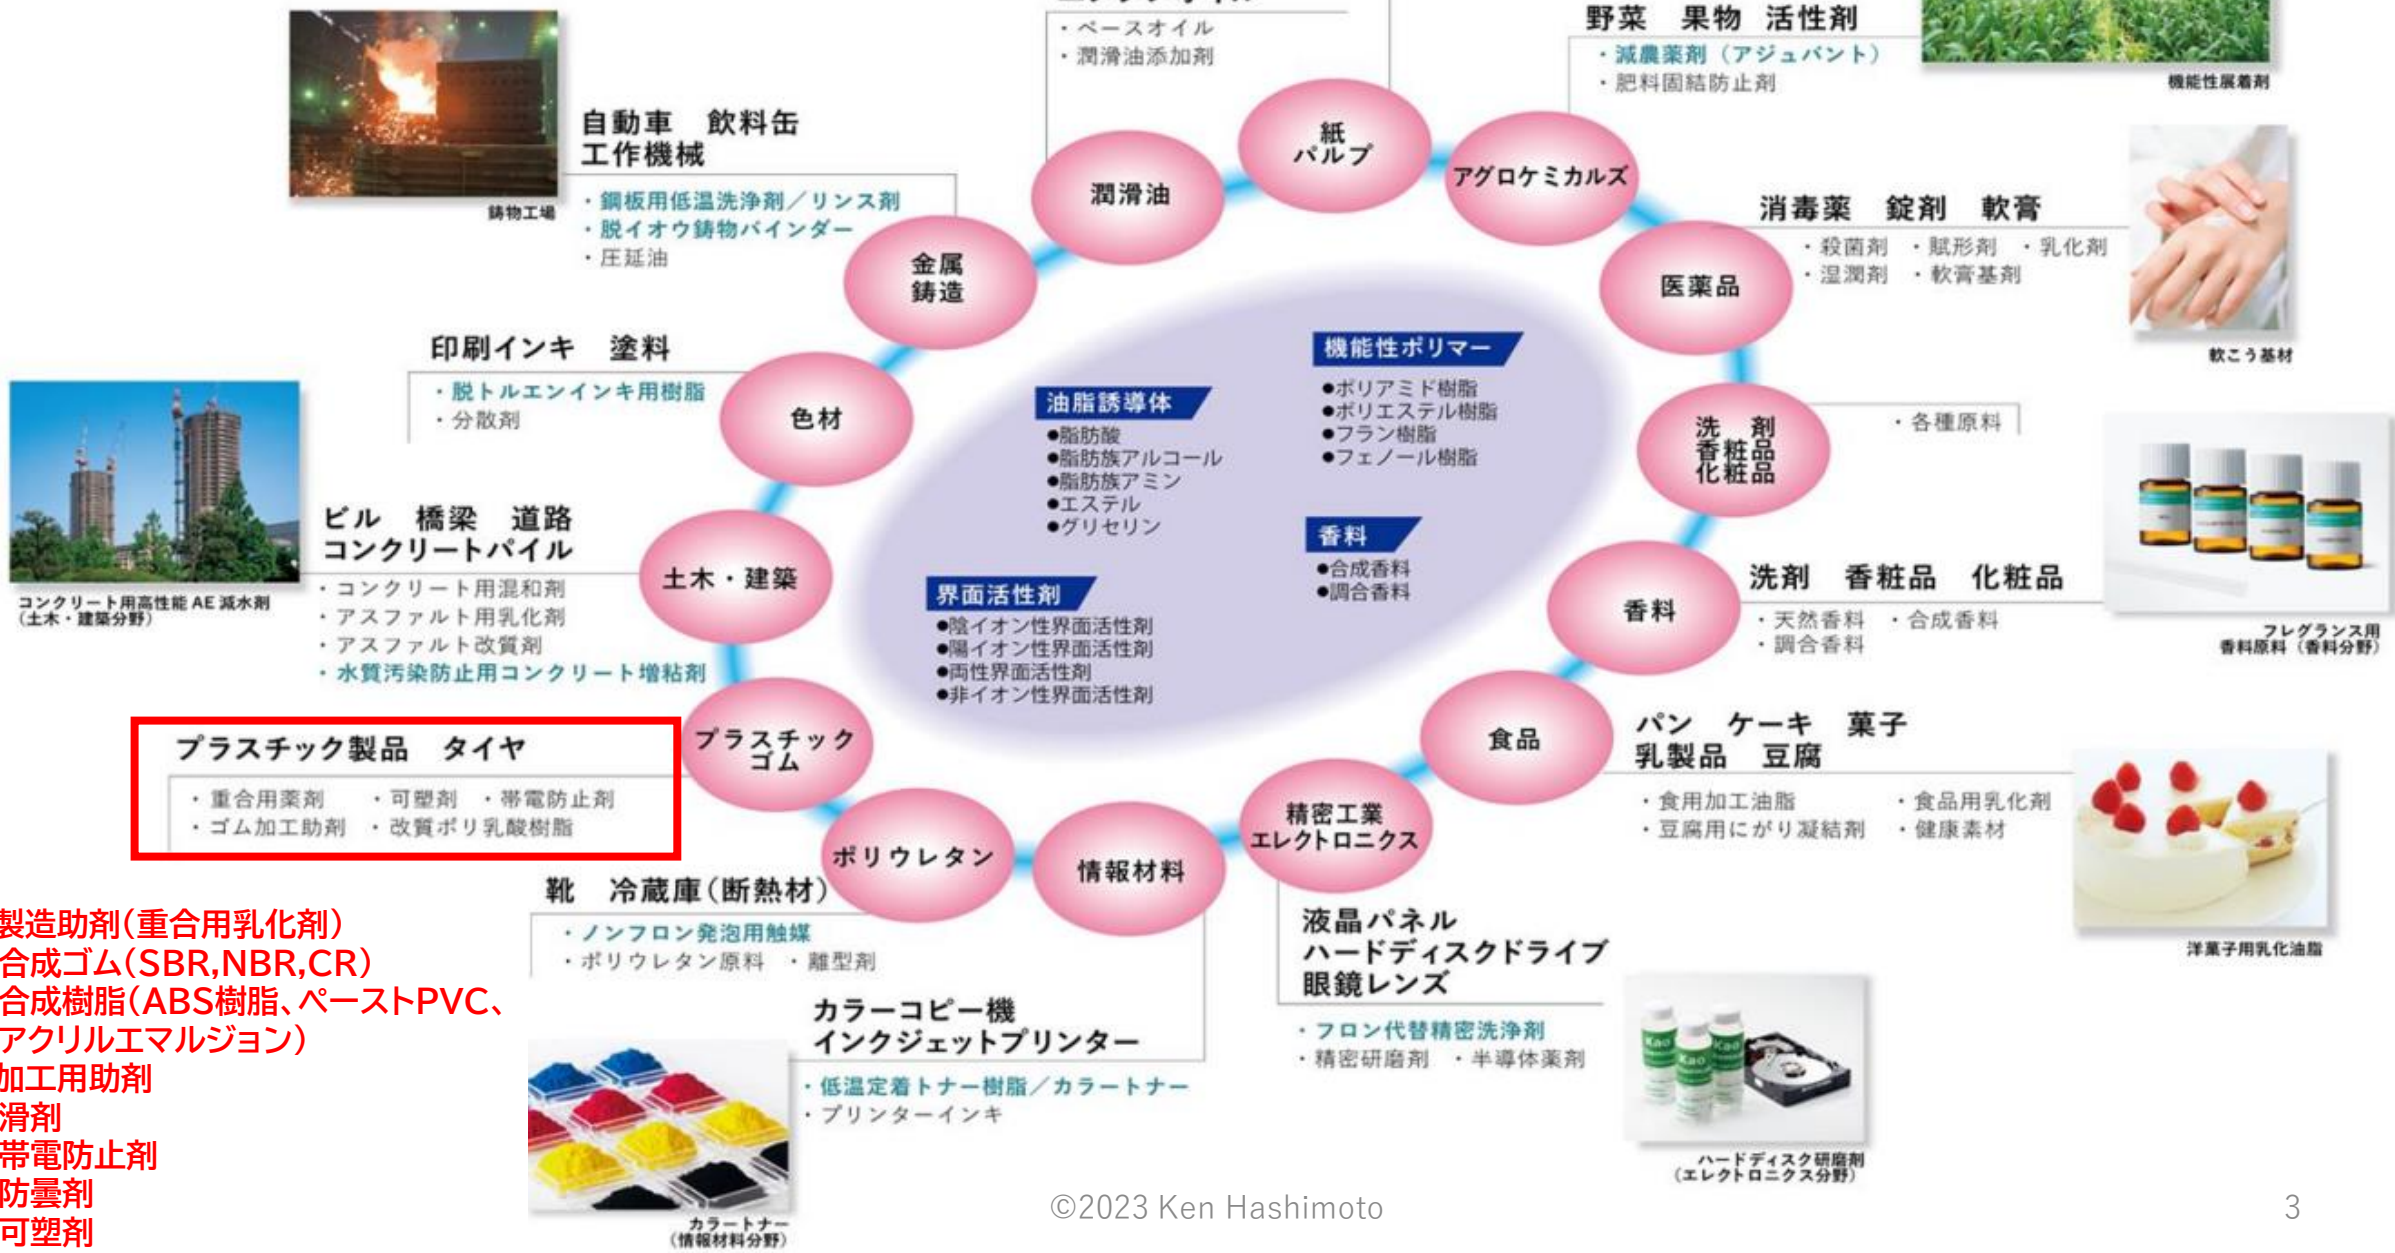 ・ベースオイル
・潤滑油添加剤
野菜　果物　活性剤
・減農薬剤（アジュバント）
・肥料固結防止剤
機能性展着剤
鋳物工場
自動車　飲料缶
工作機械
・鋼板用低温洗浄剤／リンス剤
・脱イオウ鋳物バインダー
・圧延油
潤滑油
紙
パルプ
アグロケミカルズ
消毒薬　錠剤　軟膏
・殺菌剤　・賦形剤　・乳化剤
・湿潤剤　・軟膏基剤
軟こう基材
金属
鋳造
医薬品
印刷インキ　塗料
・脱トルエンインキ用樹脂
・分散剤
色材
洗　剤
香粧品
化粧品
・各種原料
機能性ポリマー
●ポリアミド樹脂
●ポリエステル樹脂
●フラン樹脂
●フェノール樹脂
油脂誘導体
●脂肪酸
●脂肪族アルコール
●脂肪族アミン
●エステル
●グリセリン
香料
●合成香料
●調合香料
界面活性剤
●陰イオン性界面活性剤
●陽イオン性界面活性剤
●両性界面活性剤
●非イオン性界面活性剤
コンクリート用高性能 AE 減水剤
（土木・建築分野）
ビル　橋梁　道路
コンクリートパイル
・コンクリート用混和剤
・アスファルト用乳化剤
・アスファルト改質剤
・水質汚染防止用コンクリート増粘剤
土木・建築
香料
洗剤　香粧品　化粧品
・天然香料　・合成香料
・調合香料
フレグランス用
香料原料（香料分野）
プラスチック製品　タイヤ
・重合用薬剤　・可塑剤　・帯電防止剤
・ゴム加工助剤　・改質ポリ乳酸樹脂
プラスチック
ゴム
食品
パン　ケーキ　菓子
乳製品　豆腐
・食用加工油脂　・食品用乳化剤
・豆腐用にがり凝結剤　・健康素材
洋菓子用乳化油脂
ポリウレタン
情報材料
精密工業
エレクトロニクス
靴　冷蔵庫（断熱材）
・ノンフロン発泡用触媒
・ポリウレタン原料　・離型剤
カラーコピー機
インクジェットプリンター
・低温定着トナー樹脂／カラートナー
・プリンターインキ
カラートナー
（情報材料分野）
液晶パネル
ハードディスクドライブ
眼鏡レンズ
・フロン代替精密洗浄剤
・精密研磨剤　・半導体薬剤
Kao
Kao
Kao
ハードディスク研磨剤
（エレクトロニクス分野）
製造助剤（重合用乳化剤）
合成ゴム（SBR,NBR,CR）
合成樹脂（ABS樹脂、ペーストPVC、
アクリルエマルジョン）
加工用助剤
滑剤
帯電防止剤
防曇剤
可塑剤
©2023 Ken Hashimoto
3